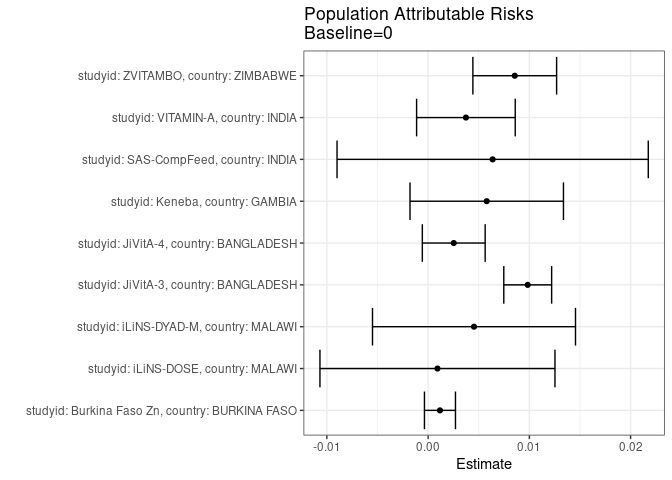 Population Attributable Risks
Baseline=0
studyid: ZVITAMBO, country: ZIMBABWE
studyid: VITAMIN-A, country: INDIA
studyid: SAS-CompFeed, country: INDIA
studyid: Keneba, country: GAMBIA
studyid: JiVitA-4, country: BANGLADESH
studyid: JiVitA-3, country: BANGLADESH
studyid: iLiNS-DYAD-M, country: MALAWI
studyid: iLiNS-DOSE, country: MALAWI
studyid: Burkina Faso Zn, country: BURKINA FASO
-0.01 0.00 0.01 0.02
Estimate